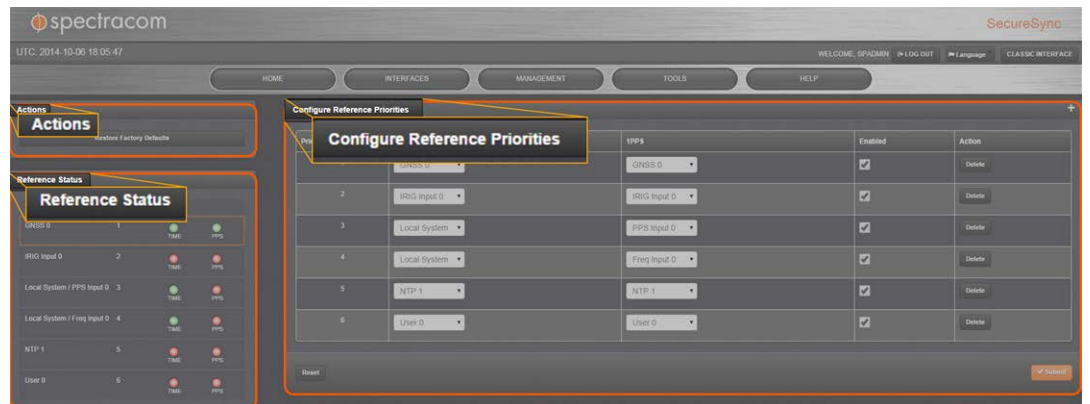 spectracom
SecureSync
UTC: 2014-10-06 18:05:47
WELCOME, SPADMIN LOG OUT Language CLASSIC INTERFACE
HOME INTERFACES MANAGEMENT TOOLS HELP
Actions
Actions
Restore Factory Defaults
Reference Status
Reference Status
GNSS 0 1 TIME PPS
IRIG Input 0 2 TIME PPS
Local System / PPS Input 0 3 TIME PPS
Local System / Freq Input 0 4 TIME PPS
NTP 1 5 TIME PPS
User 0 6 TIME PPS
Configure Reference Priorities +
Configure Reference Priorities
1PPS Enabled Action
GNSS 0 GNSS 0 Delete
2 IRIG Input 0 IRIG Input 0 Delete
3 Local System PPS Input 0 Delete
4 Local System Freq Input 0 Delete
5 NTP 1 NTP 1 Delete
6 User 0 User 0 Delete
Reset Submit